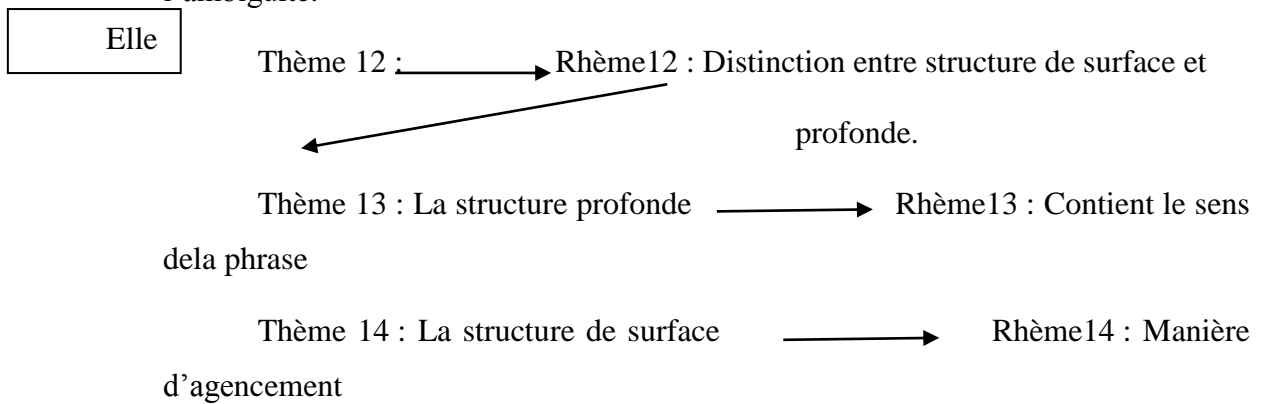 Elle
Thème 12 : Rhème12 : Distinction entre structure de surface et
profonde.
Thème 13 : La structure profonde Rhème13 : Contient le sens
dela phrase
Thème 14 : La structure de surface Rhème14 : Manière
d’agencement